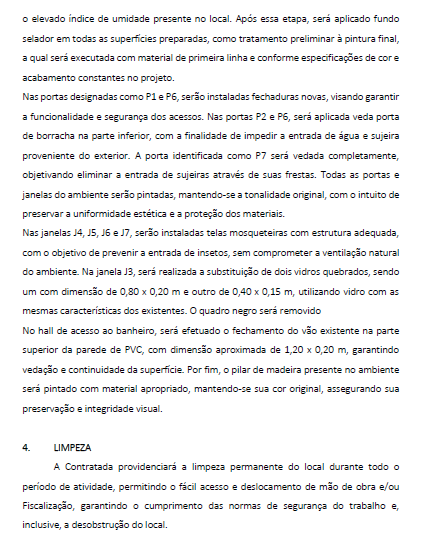 o elevado índice de umidade presente no local. Após essa etapa, será aplicado fundo
selador em todas as superfícies preparadas, como tratamento preliminar à pintura final,
a qual será executada com material de primeira linha e conforme especificações de cor e
acabamento constantes no projeto.
Nas portas designadas como P1 e P6, serão instaladas fechaduras novas, visando garantir
a funcionalidade e segurança dos acessos. Nas portas P2 e P6, será aplicada veda porta
de borracha na parte inferior, com a finalidade de impedir a entrada de água e sujeira
proveniente do exterior. A porta identificada como P7 será vedada completamente,
objetivando eliminar a entrada de sujeiras através de suas frestas. Todas as portas e
janelas do ambiente serão pintadas, mantendo-se a tonalidade original, com o intuito de
preservar a uniformidade estética e a proteção dos materiais.
Nas janelas J4, J5, J6 e J7, serão instaladas telas mosqueteiras com estrutura adequada,
com o objetivo de prevenir a entrada de insetos, sem comprometer a ventilação natural
do ambiente. Na janela J3, será realizada a substituição de dois vidros quebrados, sendo
um com dimensão de 0,80 x 0,20 m e outro de 0,40 x 0,15 m, utilizando vidro com as
mesmas características dos existentes. O quadro negro será removido
No hall de acesso ao banheiro, será efetuado o fechamento do vão existente na parte
superior da parede de PVC, com dimensão aproximada de 1,20 x 0,20 m, garantindo
vedação e continuidade da superfície. Por fim, o pilar de madeira presente no ambiente
será pintado com material apropriado, mantendo-se sua cor original, assegurando sua
preservação e integridade visual.
4. LIMPEZA
A Contratada providenciará a limpeza permanente do local durante todo o
período de atividade, permitindo o fácil acesso e deslocamento de mão de obra e/ou
Fiscalização, garantindo o cumprimento das normas de segurança do trabalho e,
inclusive, a desobstrução do local.